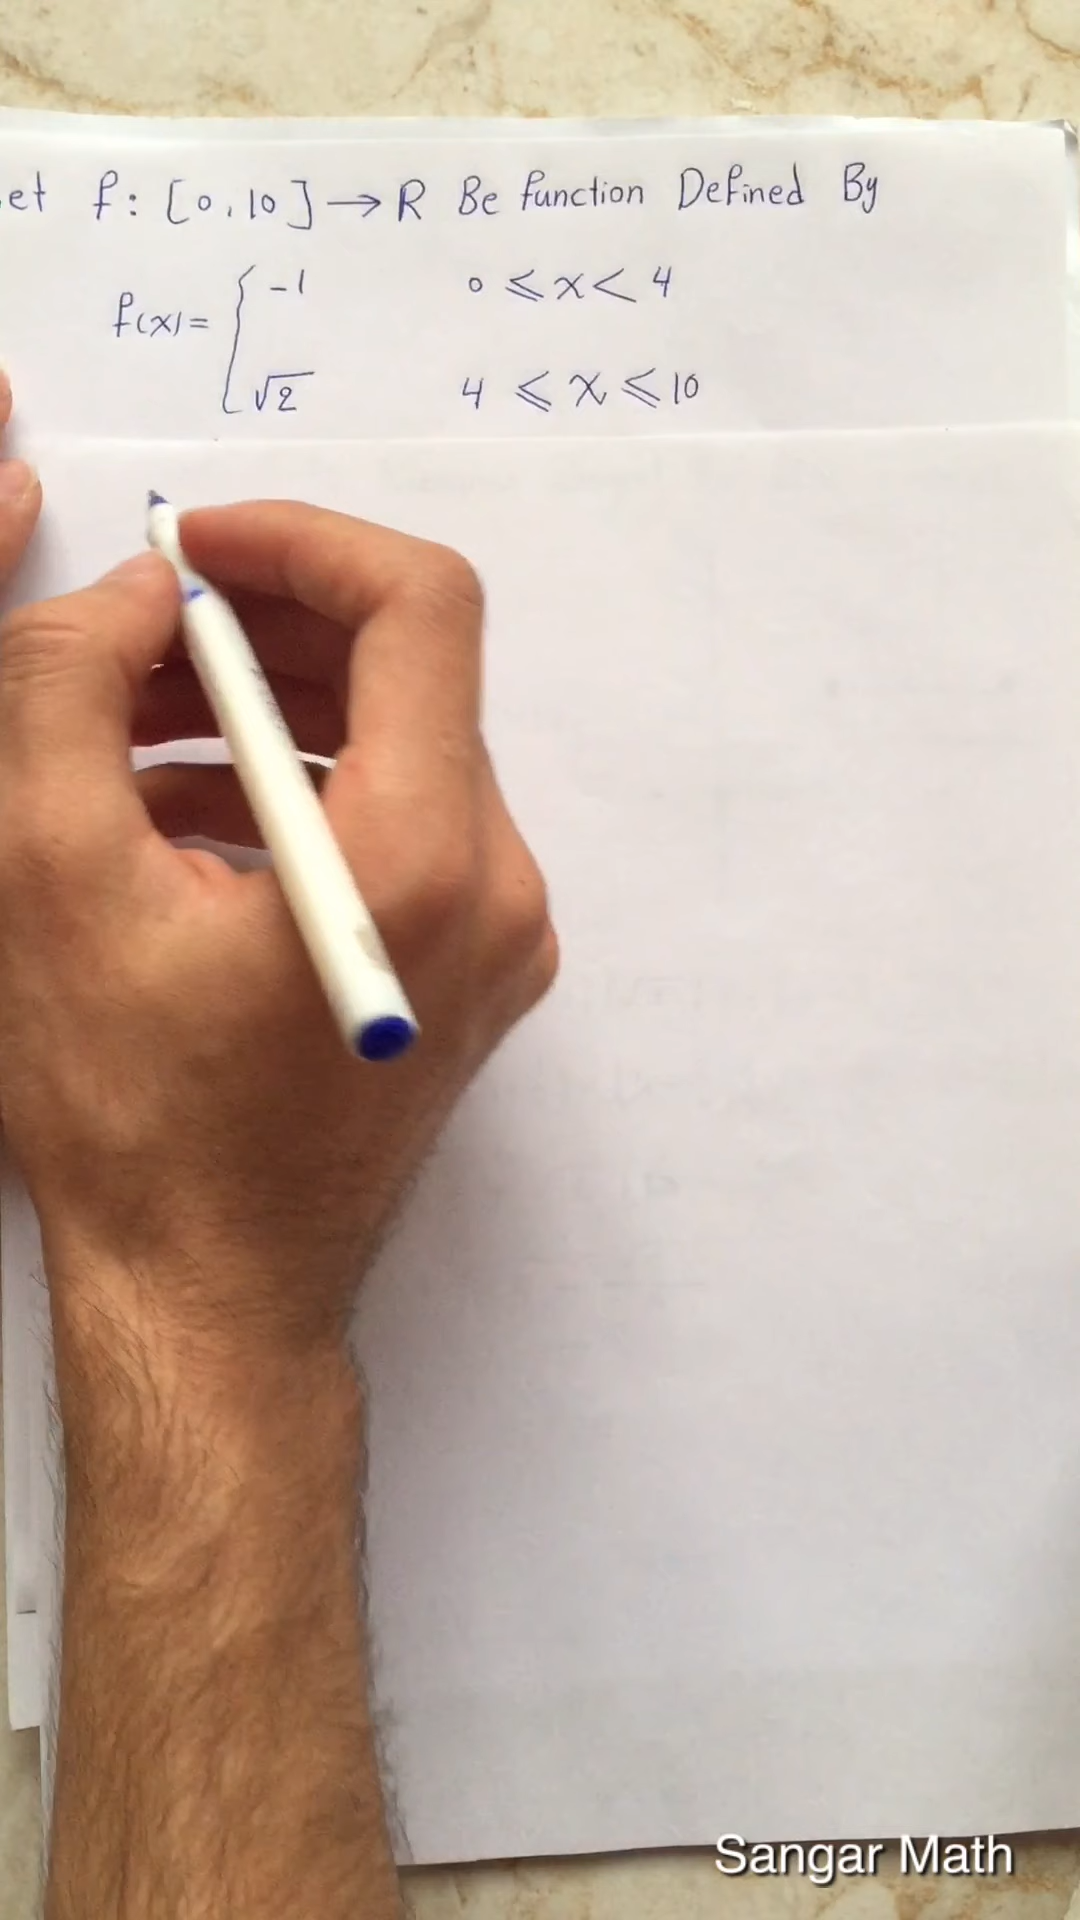 et f: [0,10] → R Be function Defined By
f(x) = { -1 0 ⩽ x < 4
√2 4 ⩽ x ⩽ 10
Sangar Math